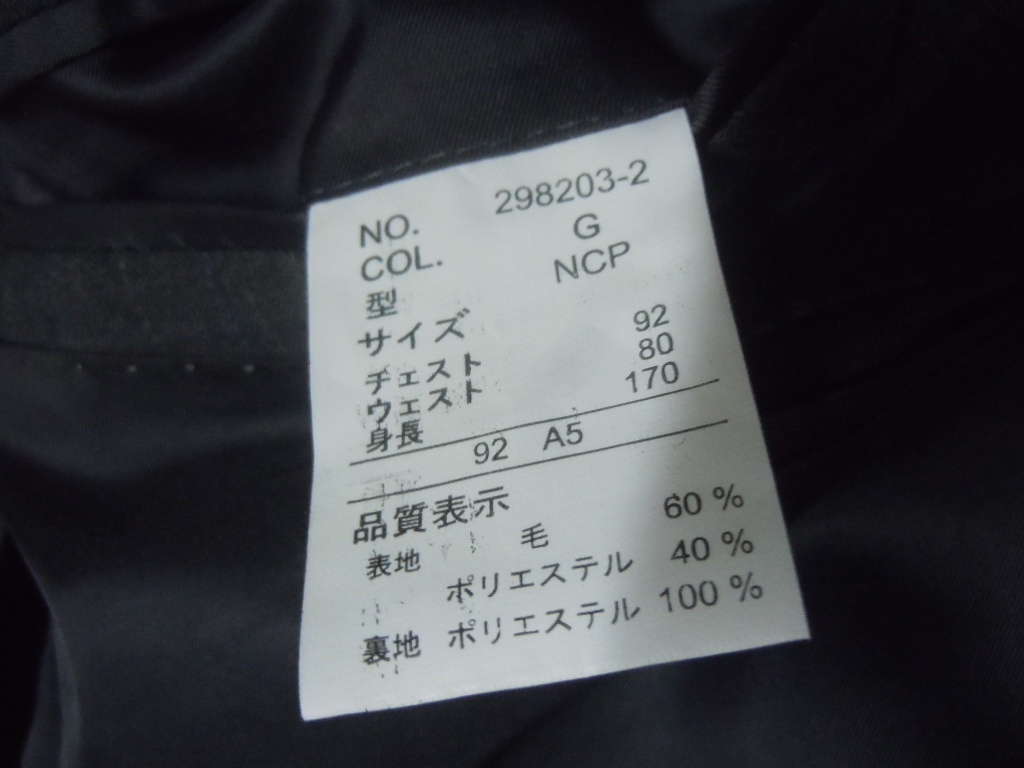 NO. 298203-2
COL. G
型 NCP
サイズ
チェスト 92
ウェスト 80
身長 170
92 A5
品質表示
表地 毛 60 %
ポリエステル 40 %
裏地 ポリエステル 100 %